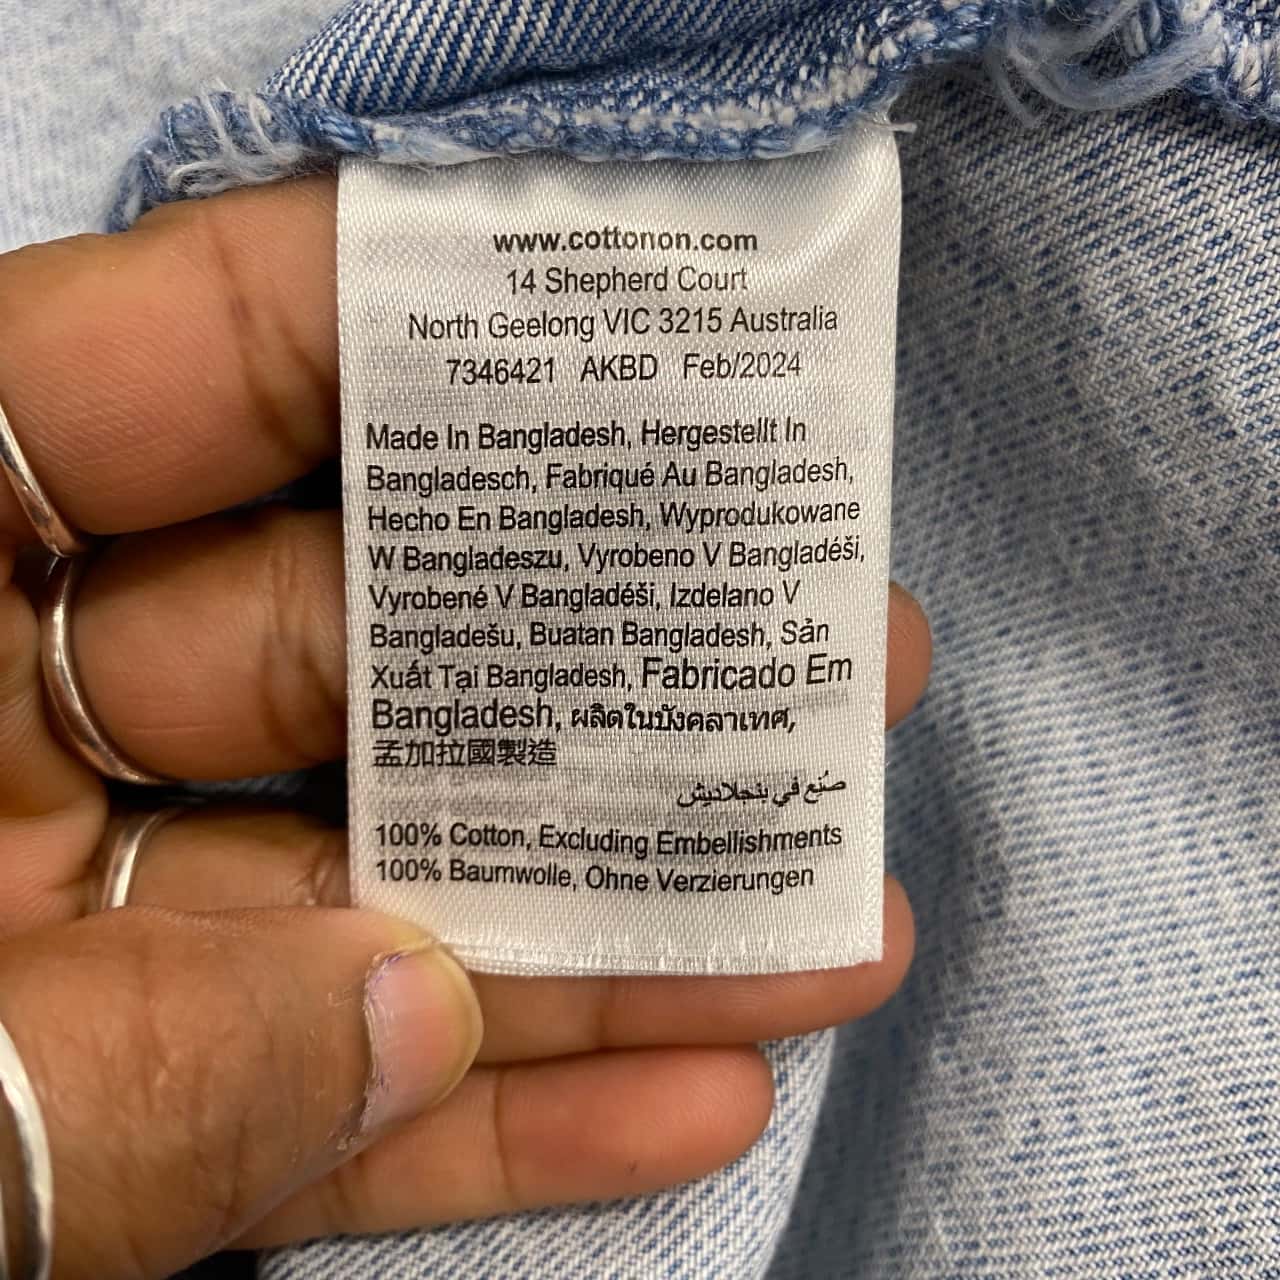 www.cottonon.com
14 Shepherd Court
North Geelong VIC 3215 Australia
7346421 AKBD Feb/2024
Made In Bangladesh, Hergestellt In
Bangladesch, Fabriqué Au Bangladesh,
Hecho En Bangladesh, Wyprodukowane
W Bangladeszu, Vyrobeno V Bangladéši,
Vyrobené V Bangladéši, Izdelano V
Bangladešu, Buatan Bangladesh, Sản
Xuất Tại Bangladesh, Fabricado Em
Bangladesh, ผลิตในบังคลาเทศ,
孟加拉國製造
صُنع في بنجلاديش
100% Cotton, Excluding Embellishments
100% Baumwolle, Ohne Verzierungen